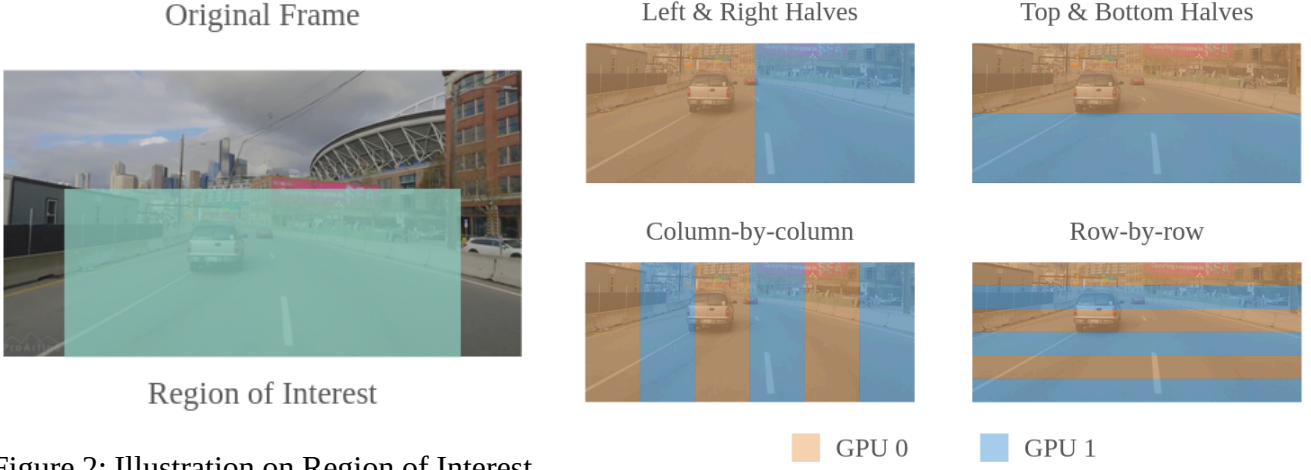 Original Frame
Region of Interest
Figure 2: Illustration on Region of Interest
Left & Right Halves
Top & Bottom Halves
Column-by-column
Row-by-row
GPU 0
GPU 1